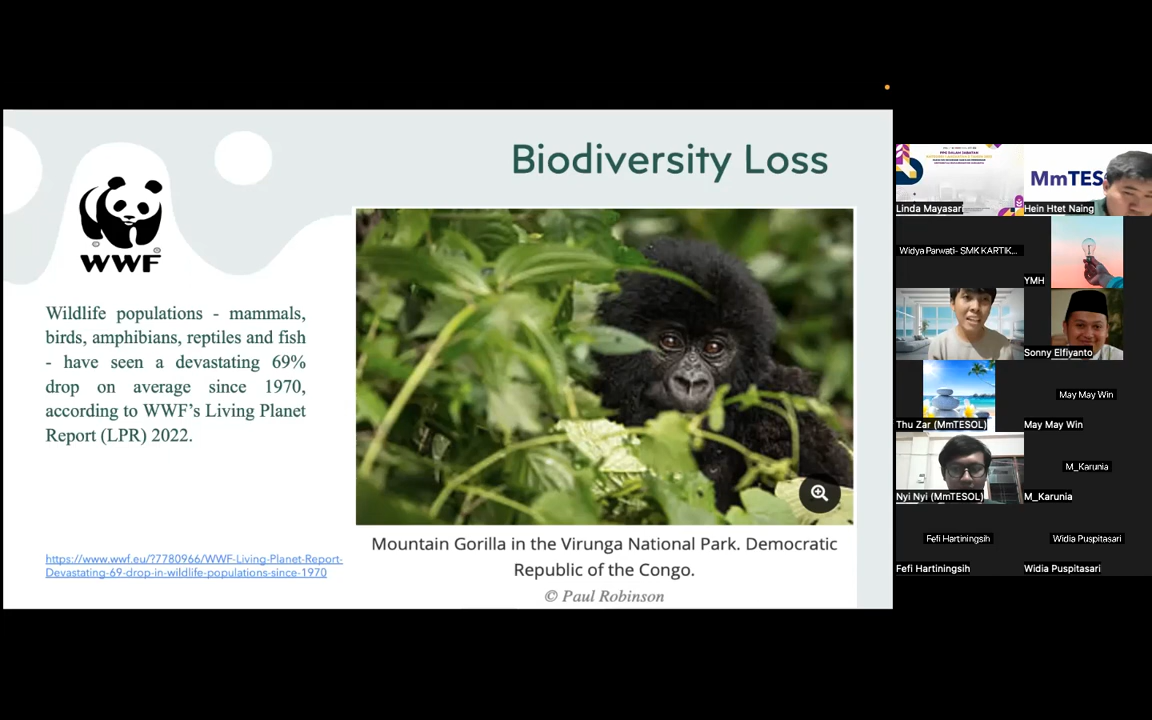 Biodiversity Loss
WWF
Wildlife populations - mammals,
birds, amphibians, reptiles and fish
- have seen a devastating 69%
drop on average since 1970,
according to WWF's Living Planet
Report (LPR) 2022.
https://www.wwf.eu/?7780966/WWF-Living-Planet-Report-
Devastating-69-drop-in-wildlife-populations-since-1970
Mountain Gorilla in the Virunga National Park. Democratic
Republic of the Congo.
© Paul Robinson
Linda Mayasari
MmTES
Hein Htet Naing
Widya Parwati- SMK KARTIK...
YMH
Sonny Elfiyanto
Thu Zar (MmTESOL)
May May Win
May May Win
Nyi Nyi (MmTESOL)
M_Karunia
M_Karunia
Fefi Hartiningsih
Fefi Hartiningsih
Widia Puspitasari
Widia Puspitasari